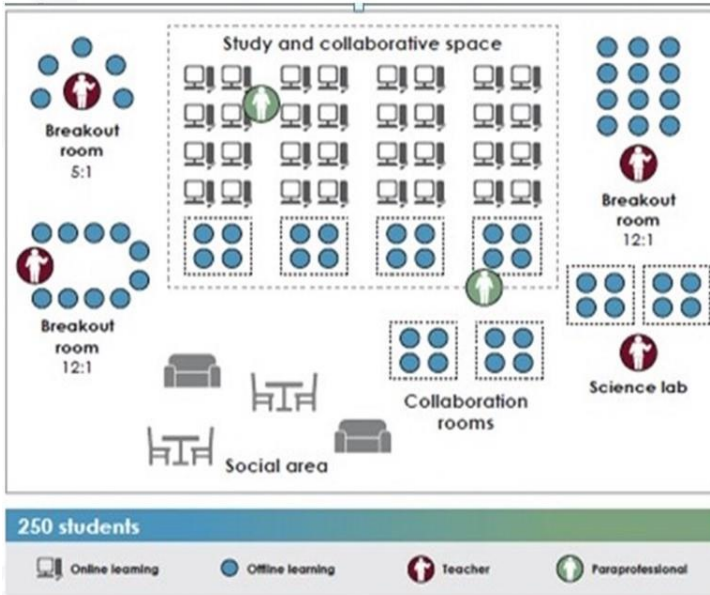 Study and collaborative space
Breakout
room
5:1
Breakout
room
12:1
Breakout
room
12:1
Science lab
Collaboration
rooms
Social area
250 students
Online learning
Offline learning
Teacher
Paraprofessional